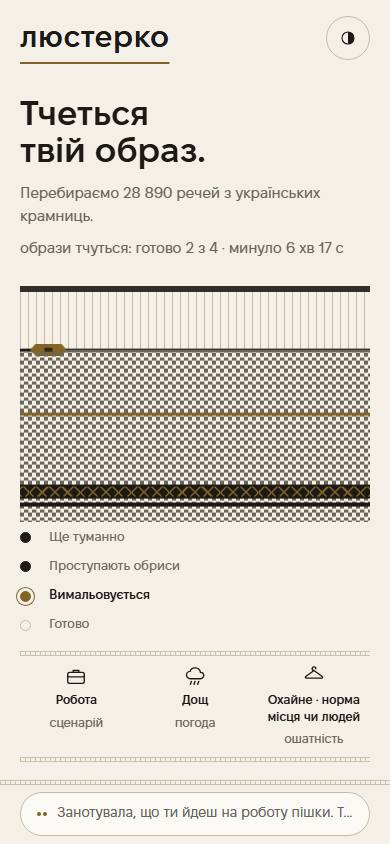 люстерко
Тчеться
твій образ.
Перебираємо 28 890 речей з українських
крамниць.
образи тчуться: готово 2 з 4 · минуло 6 хв 17 с
Ще туманно
Проступають обриси
Вимальовується
Готово
Робота
сценарій
Дощ
погода
Охайне · норма
місця чи людей
ошатність
Занотувала, що ти йдеш на роботу пішки. Т…